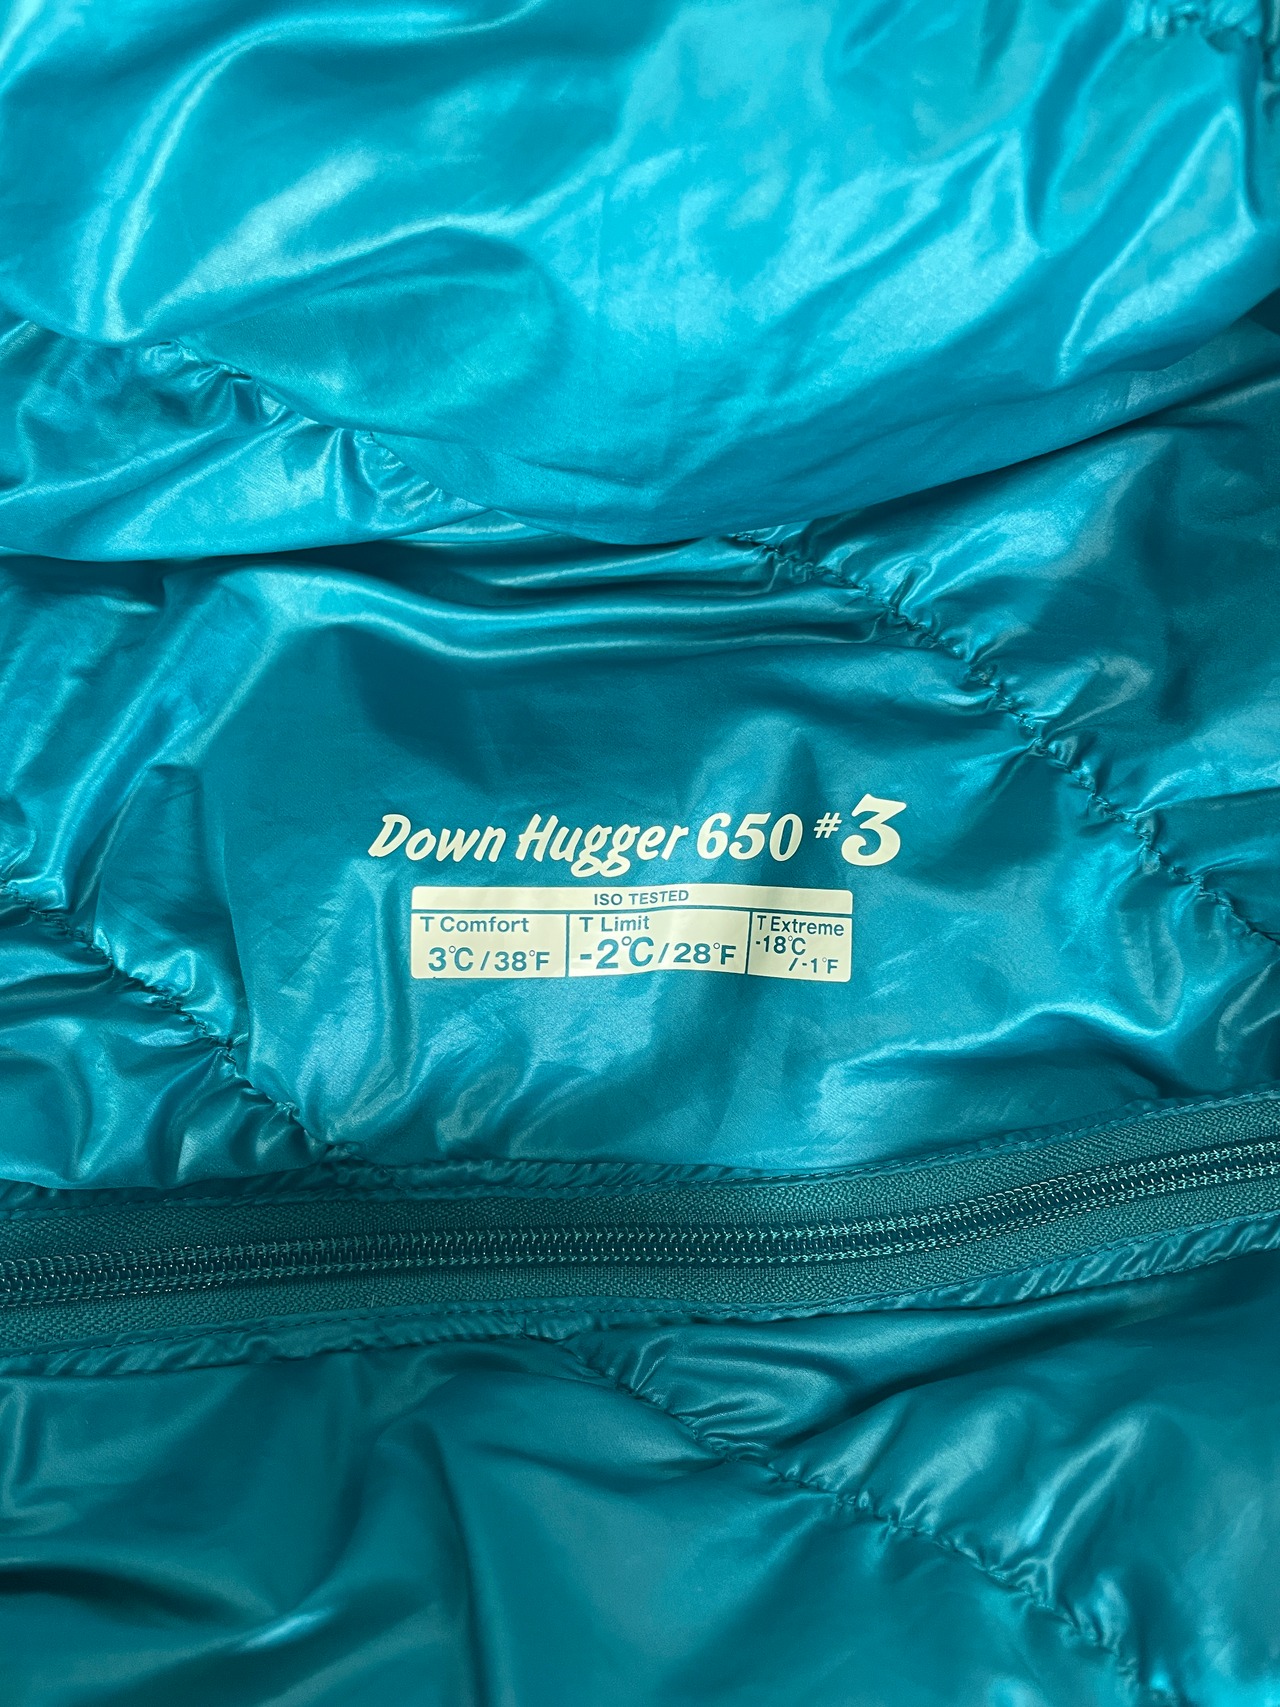 Down Hugger 650 #3
ISO TESTED
T Comfort
3°C/38°F
T Limit
-2°C/28°F
T Extreme
-18°C
/-1°F